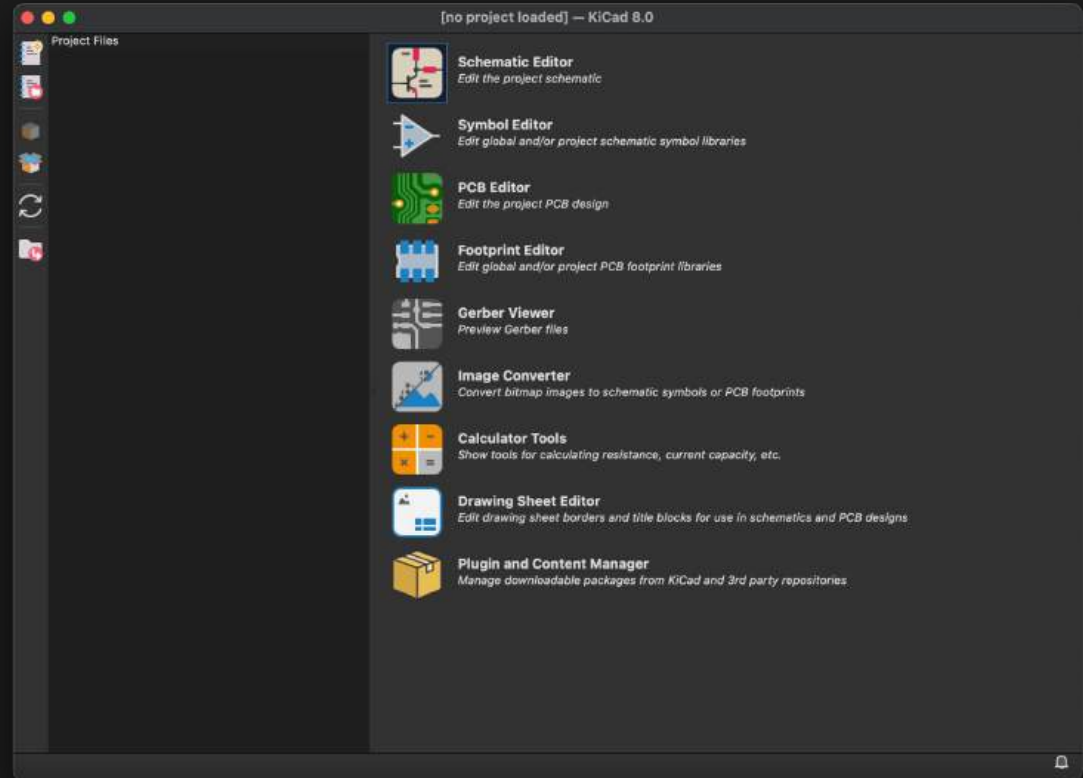 [no project loaded] — KiCad 8.0
Project Files
Schematic Editor
Edit the project schematic
Symbol Editor
Edit global and/or project schematic symbol libraries
PCB Editor
Edit the project PCB design
Footprint Editor
Edit global and/or project PCB footprint libraries
Gerber Viewer
Preview Gerber files
Image Converter
Convert bitmap images to schematic symbols or PCB footprints
Calculator Tools
Show tools for calculating resistance, current capacity, etc.
Drawing Sheet Editor
Edit drawing sheet borders and title blocks for use in schematics and PCB designs
Plugin and Content Manager
Manage downloadable packages from KiCad and 3rd party repositories